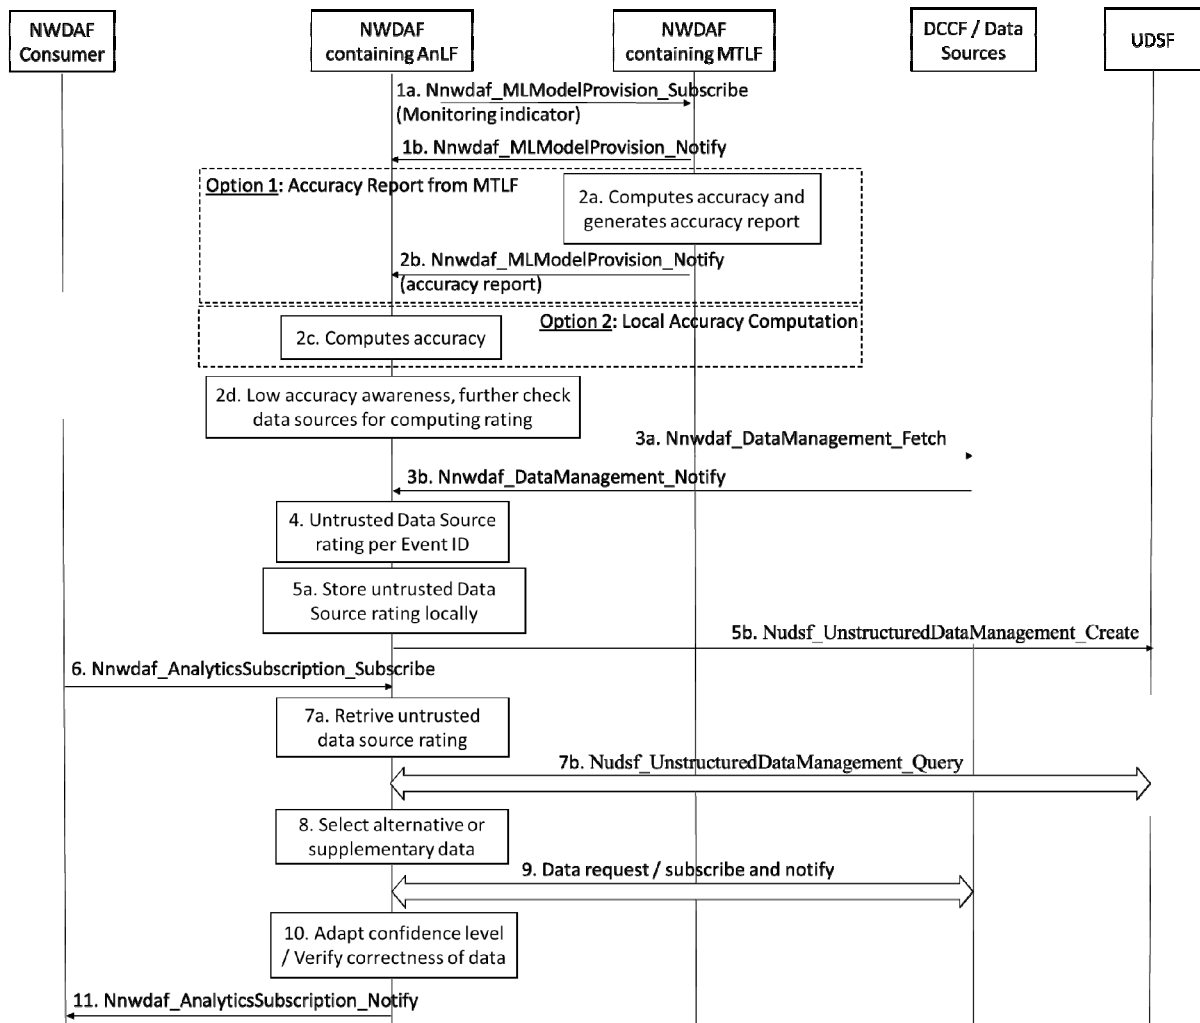 NWDAF
Consumer
NWDAF
containing AnLF
NWDAF
containing MTLF
DCCF / Data
Sources
UDSF
1a. Nnwdaf_MLModelProvision_Subscribe
(Monitoring indicator)
1b. Nnwdaf_MLModelProvision_Notify
Option 1: Accuracy Report from MTLF
2a. Computes accuracy and
generates accuracy report
2b. Nnwdaf_MLModelProvision_Notify
(accuracy report)
Option 2: Local Accuracy Computation
2c. Computes accuracy
2d. Low accuracy awareness, further check
data sources for computing rating
3a. Nnwdaf_DataManagement_Fetch
3b. Nnwdaf_DataManagement_Notify
4. Untrusted Data Source
rating per Event ID
5a. Store untrusted Data
Source rating locally
5b. Nudsf_UnstructuredDataManagement_Create
6. Nnwdaf_AnalyticsSubscription_Subscribe
7a. Retrive untrusted
data source rating
7b. Nudsf_UnstructuredDataManagement_Query
8. Select alternative or
supplementary data
9. Data request / subscribe and notify
10. Adapt confidence level
/ Verify correctness of data
11. Nnwdaf_AnalyticsSubscription_Notify